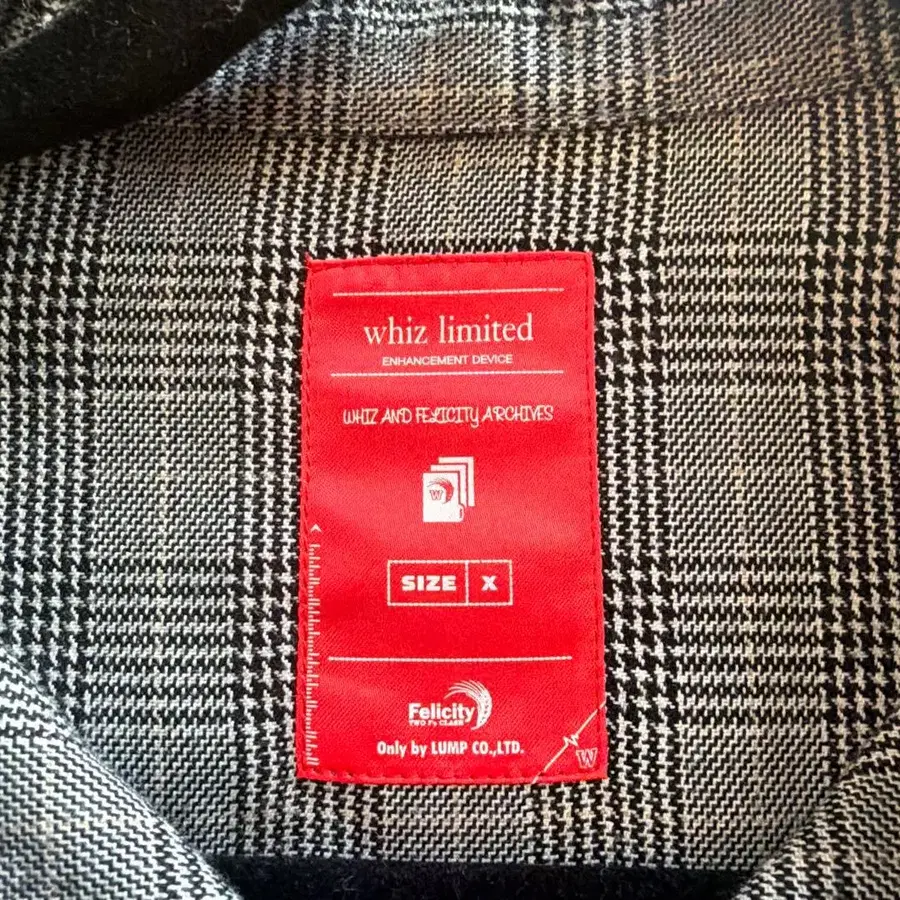 whiz limited
ENHANCEMENT DEVICE
WHIZ AND FELICITY ARCHIVES
W
SIZE X
Felicity
TWO F's CLASS
Only by LUMP CO.,LTD.
N
W